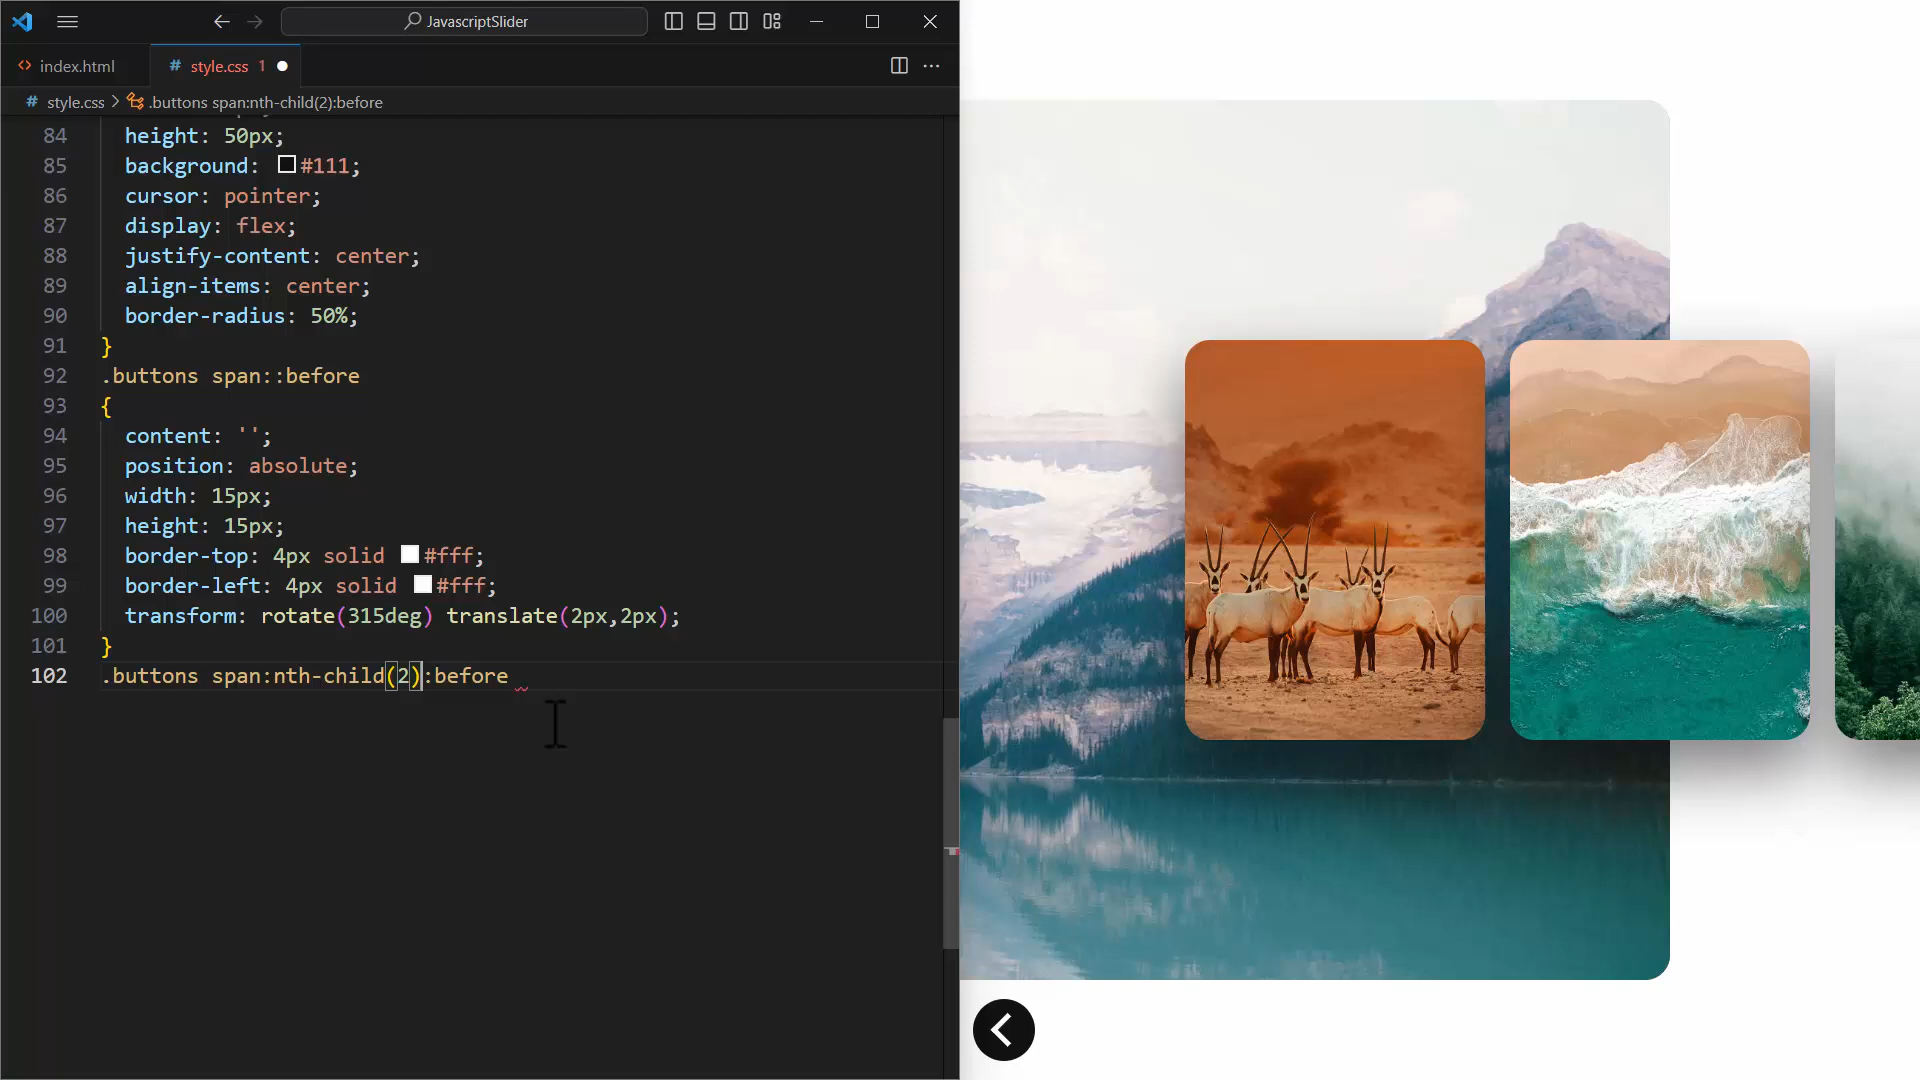 JavascriptSlider
index.html
# style.css 1
# style.css > .buttons span:nth-child(2):before
84 height: 50px;
85 background: #111;
86 cursor: pointer;
87 display: flex;
88 justify-content: center;
89 align-items: center;
90 border-radius: 50%;
91 }
92 .buttons span::before
93 {
94 content: '';
95 position: absolute;
96 width: 15px;
97 height: 15px;
98 border-top: 4px solid #fff;
99 border-left: 4px solid #fff;
100 transform: rotate(315deg) translate(2px,2px);
101 }
102 .buttons span:nth-child(2):before